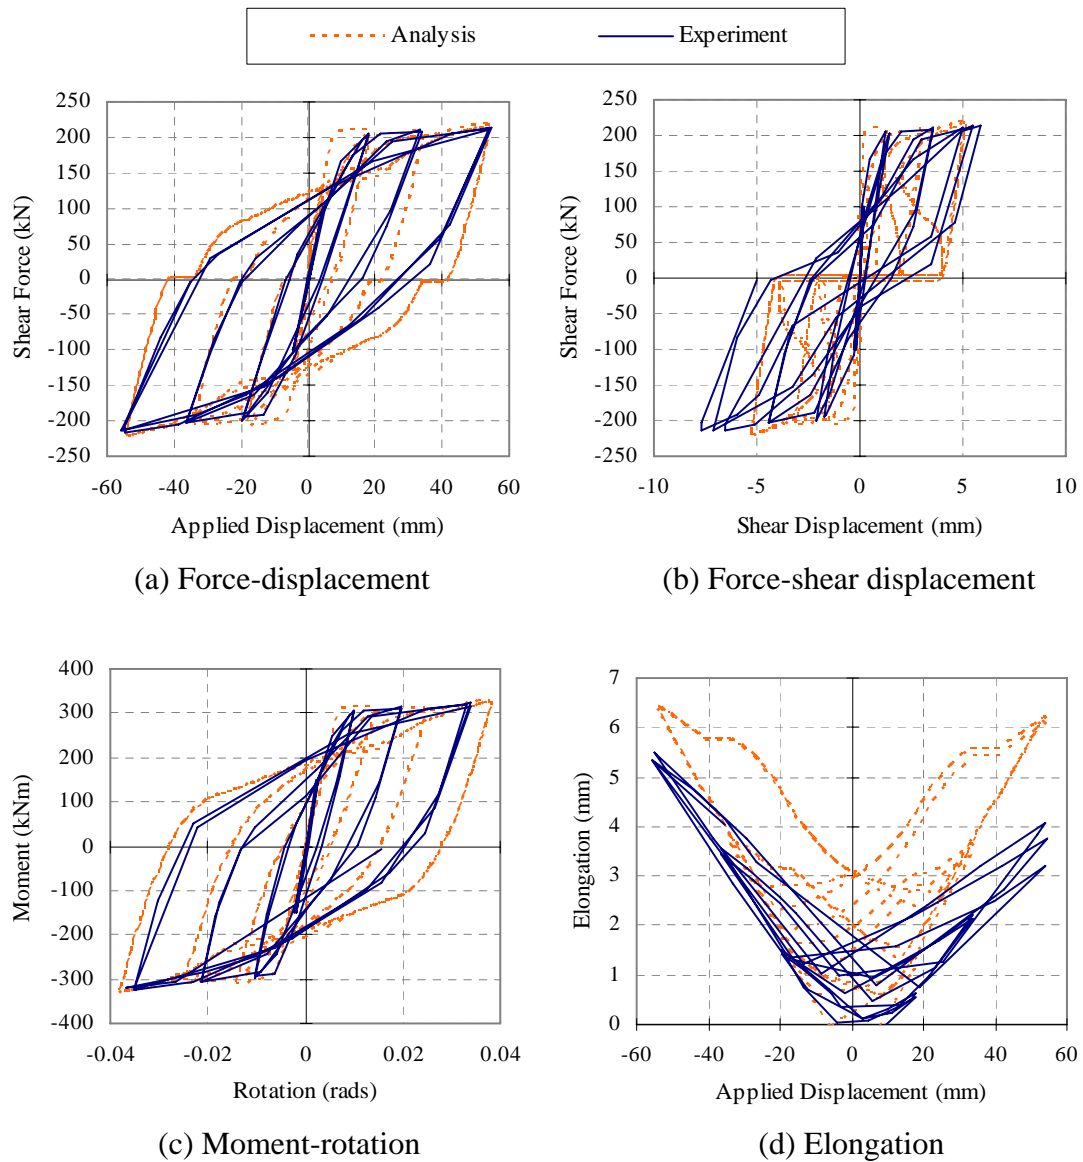 Analysis Experiment
250
200
150
100
50
0
-50
-100
-150
-200
-250
Shear Force (kN)
-60 -40 -20 0 20 40 60
Applied Displacement (mm)
(a) Force-displacement
250
200
150
100
50
0
-50
-100
-150
-200
-250
Shear Force (kN)
-10 -5 0 5 10
Shear Displacement (mm)
(b) Force-shear displacement
400
300
200
100
0
-100
-200
-300
-400
Moment (kNm)
-0.04 -0.02 0 0.02 0.04
Rotation (rads)
(c) Moment-rotation
7
6
5
4
3
2
1
0
Elongation (mm)
-60 -40 -20 0 20 40 60
Applied Displacement (mm)
(d) Elongation